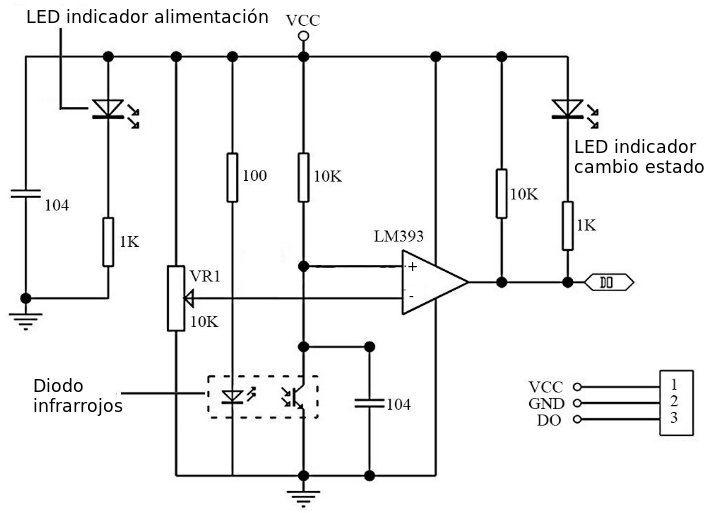 LED indicador alimentación
VCC
LED indicador
cambio estado
100
10K
10K
104
1K
1K
LM393
+
-
VR1
10K
DO
Diodo
infrarrojos
104
VCC 1
GND 2
DO 3